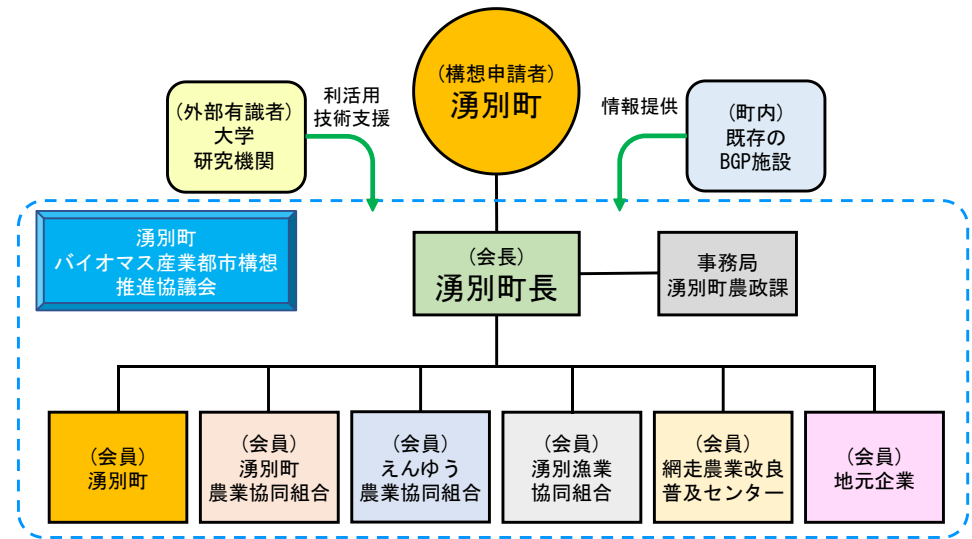 (構想申請者)
湧別町
(外部有識者)
大学
研究機関
利活用
技術支援
情報提供
(町内)
既存の
BGP施設
湧別町
バイオマス産業都市構想
推進協議会
(会長)
湧別町長
事務局
湧別町農政課
(会員)
湧別町
(会員)
湧別町
農業協同組合
(会員)
えんゆう
農業協同組合
(会員)
湧別漁業
協同組合
(会員)
網走農業改良
普及センター
(会員)
地元企業